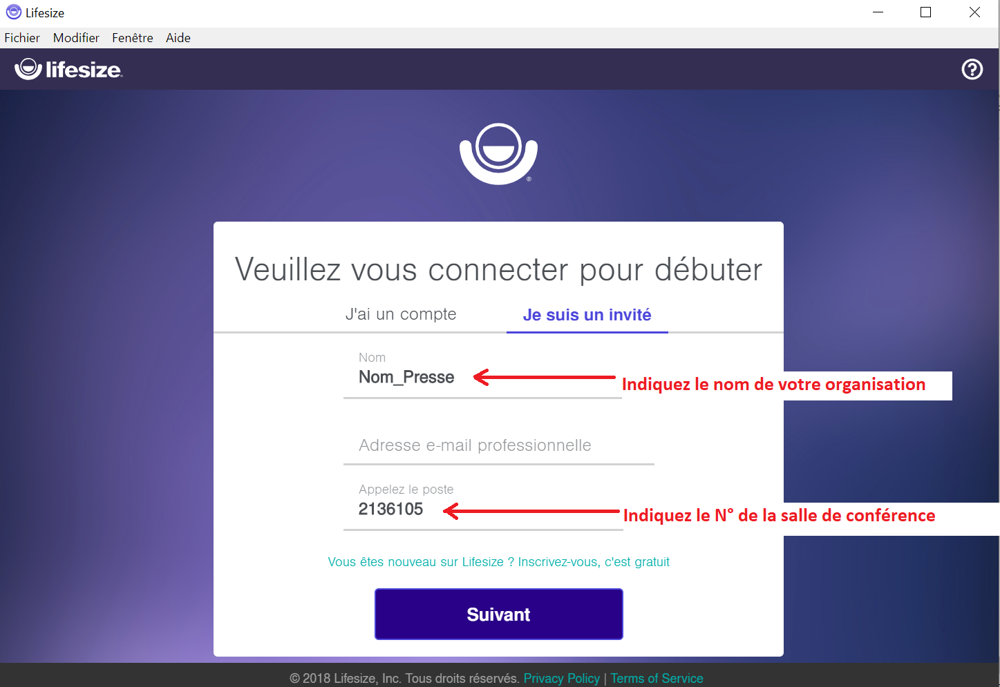 Lifesize
Fichier Modifier Fenêtre Aide
lifesize
Veuillez vous connecter pour débuter
J'ai un compte Je suis un invité
Nom
Nom_Presse
Indiquez le nom de votre organisation
Adresse e-mail professionnelle
Appelez le poste
2136105
Indiquez le N° de la salle de conférence
Vous êtes nouveau sur Lifesize ? Inscrivez-vous, c'est gratuit
Suivant
© 2018 Lifesize, Inc. Tous droits réservés. Privacy Policy | Terms of Service